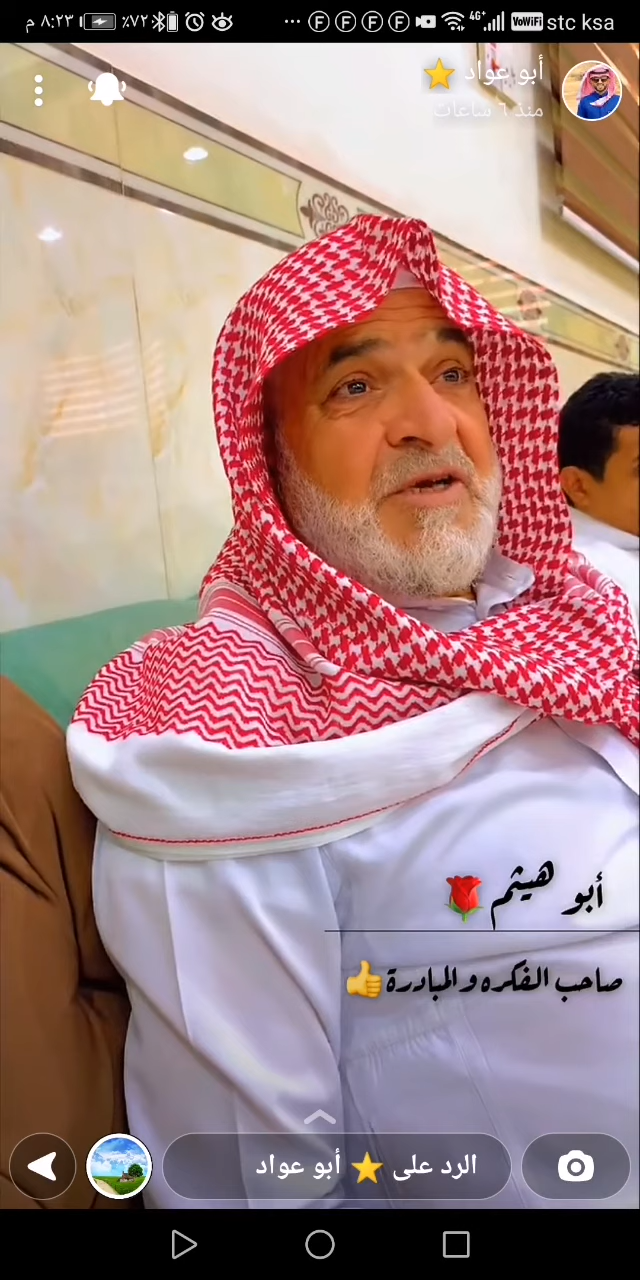 م ٨:٢٣ ٪٧٢ ... F F F F 4G+ VoWiFi stc ksa
أبو عواد ⭐
منذ ٦ ساعات
أبو هيثم🌹
صاحب الفكره و المبادرة👍
الرد على ⭐ أبو عواد